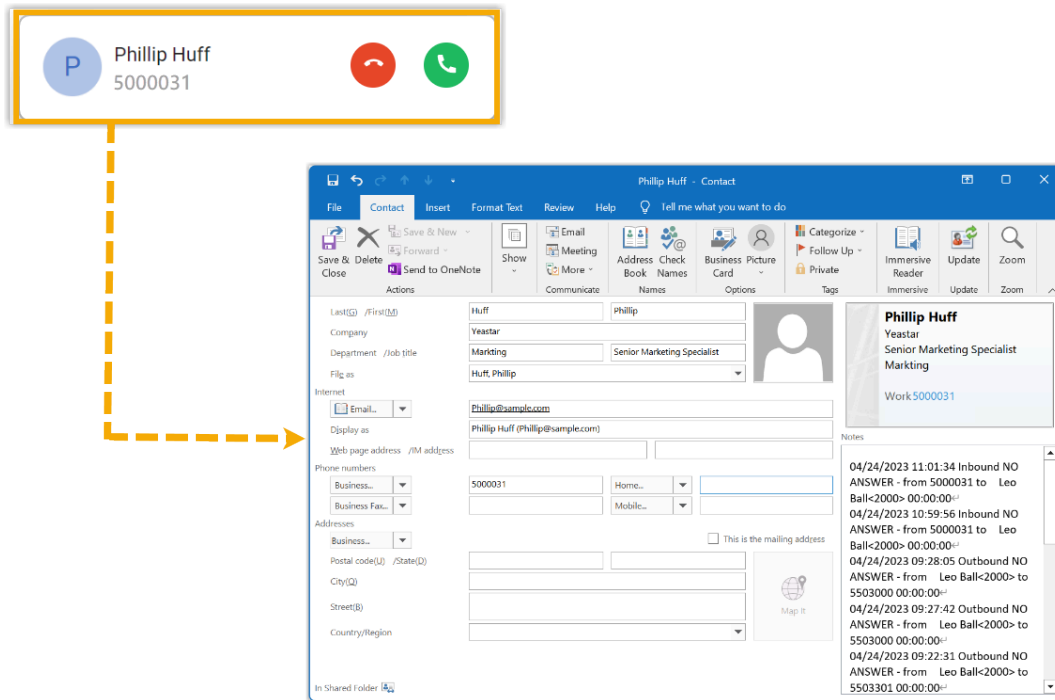 P
Phillip Huff
5000031
Phillip Huff - Contact
File Contact Insert Format Text Review Help Tell me what you want to do
Save & Close
Delete
Save & New
Forward
Send to OneNote
Actions
Show
Email
Meeting
More
Communicate
Address Book
Check Names
Names
Business Card
Picture
Options
Categorize
Follow Up
Private
Tags
Immersive Reader
Immersive
Update
Update
Zoom
Zoom
Last(G) /First(M) Huff Phillip
Company Yeastar
Department /Job title Markting Senior Marketing Specialist
File as Huff, Phillip
Internet
Email... Phillip@sample.com
Display as Phillip Huff (Phillip@sample.com)
Web page address /IM address
Phone numbers
Business... 5000031 Home...
Business Fax... Mobile...
Addresses
Business... This is the mailing address
Postal code(U) /State(D)
City(Q)
Street(B)
Map It
Country/Region
In Shared Folder
Phillip Huff
Yeastar
Senior Marketing Specialist
Markting
Work 5000031
Notes
04/24/2023 11:01:34 Inbound NO
ANSWER - from 5000031 to Leo
Ball<2000> 00:00:00↵
04/24/2023 10:59:56 Inbound NO
ANSWER - from 5000031 to Leo
Ball<2000> 00:00:00↵
04/24/2023 09:28:05 Outbound NO
ANSWER - from Leo Ball<2000> to
5503000 00:00:00↵
04/24/2023 09:27:42 Outbound NO
ANSWER - from Leo Ball<2000> to
5503000 00:00:00↵
04/24/2023 09:22:31 Outbound NO
ANSWER - from Leo Ball<2000> to
5503301 00:00:00↵